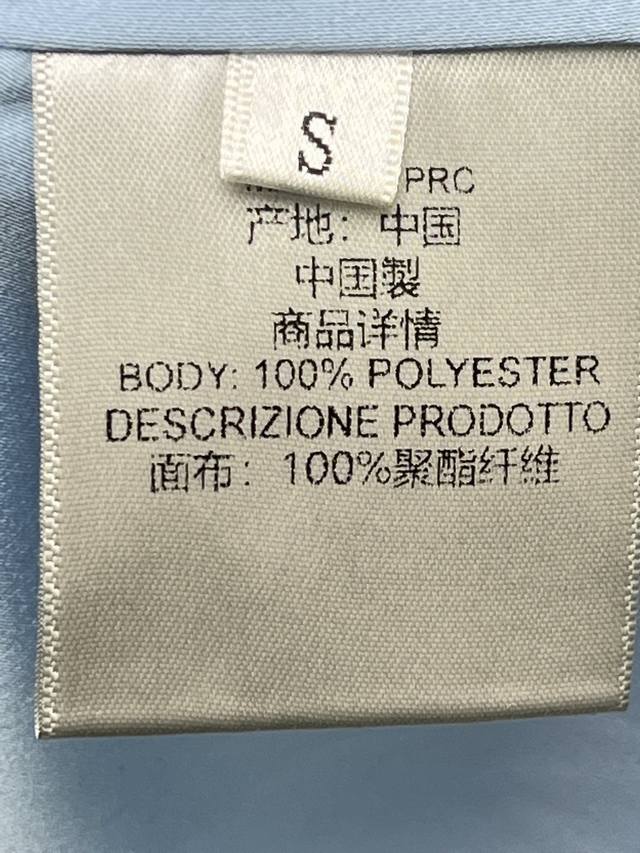 S
PRC
产地：中国
中国製
商品详情
BODY: 100% POLYESTER
DESCRIZIONE PRODOTTO
面布：100%聚酯纤维